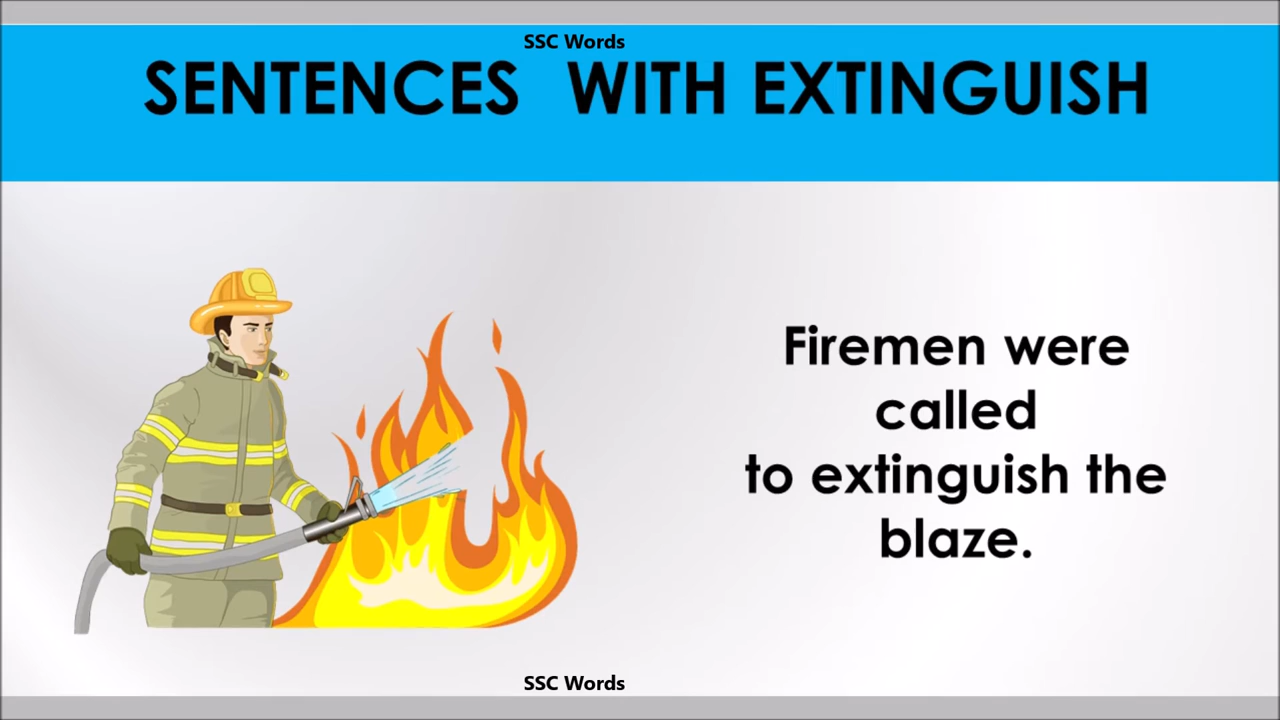 SSC Words
SENTENCES WITH EXTINGUISH
Firemen were
called
to extinguish the
blaze.
SSC Words